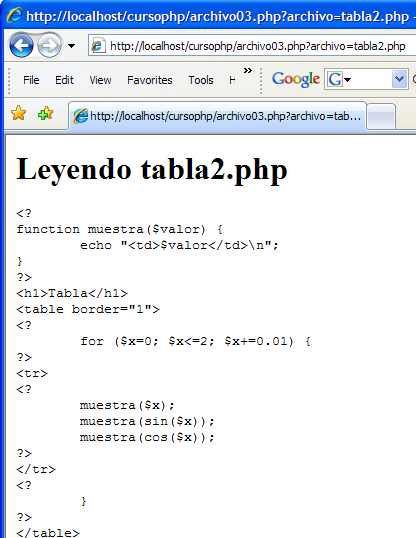 http://localhost/cursophp/archivo03.php?archivo=tabla2.php -
http://localhost/cursophp/archivo03.php?archivo=tabla2.php
File Edit View Favorites Tools H » Google G
http://localhost/cursophp/archivo03.php?archivo=tab...
Leyendo tabla2.php
<?
function muestra($valor) {
        echo "<td>$valor</td>\n";
}
?>
<h1>Tabla</h1>
<table border="1">
<?
        for ($x=0; $x<=2; $x+=0.01) {
?>
<tr>
<?
        muestra($x);
        muestra(sin($x));
        muestra(cos($x));
?>
</tr>
<?
        }
?>
</table>